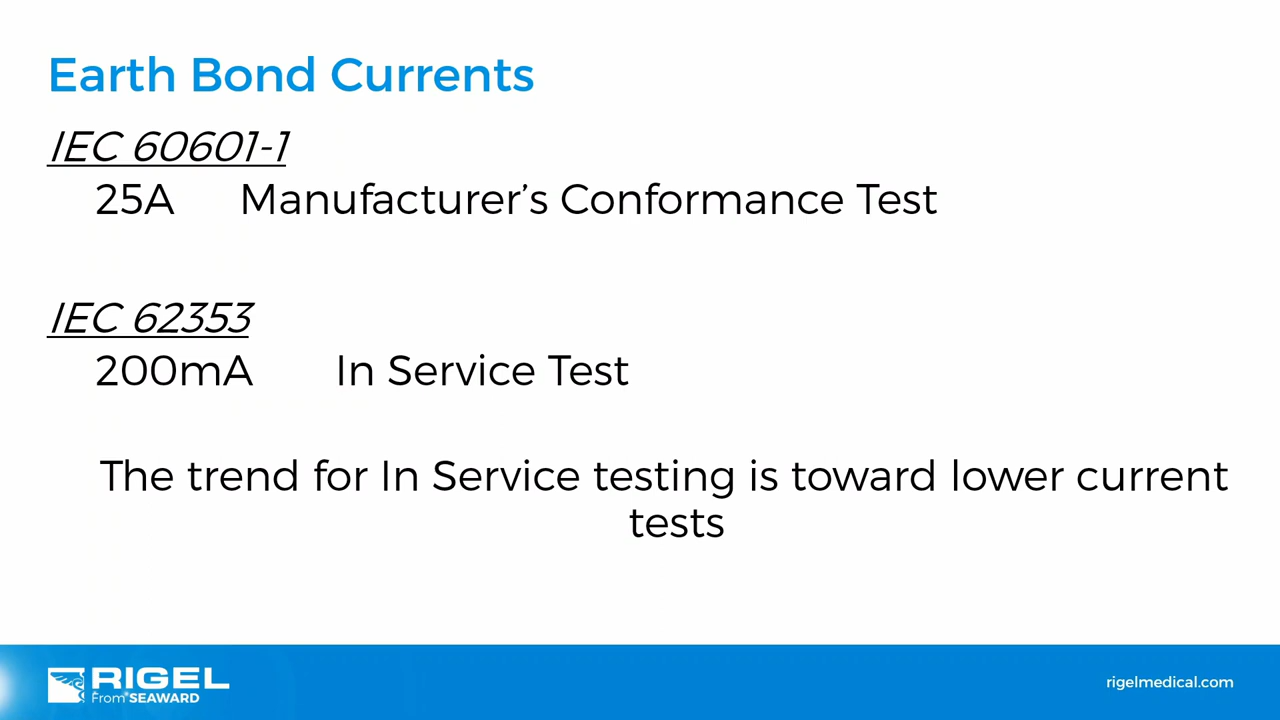 Earth Bond Currents
IEC 60601-1
25A Manufacturer’s Conformance Test
IEC 62353
200mA In Service Test
The trend for In Service testing is toward lower current
tests
RIGEL
From SEAWARD
rigelmedical.com